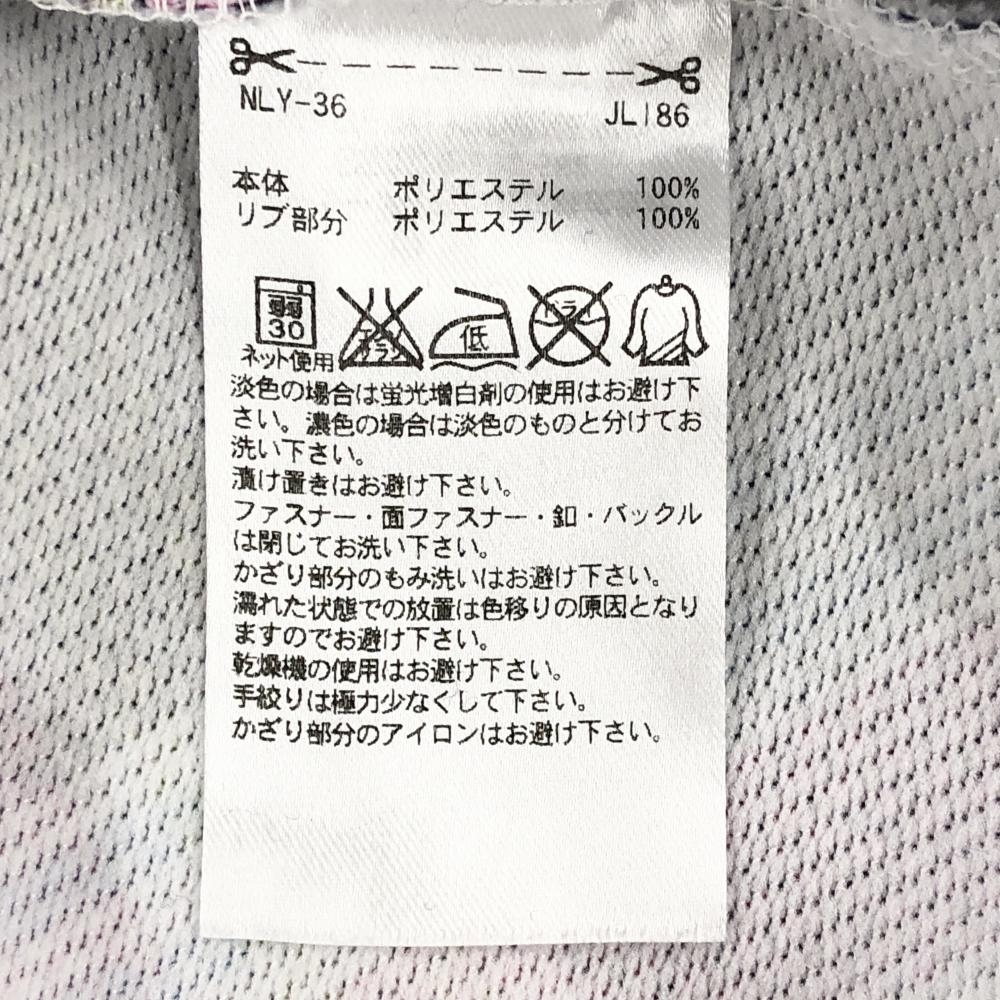 NLY-36 JL186
本体 ポリエステル 100%
リブ部分 ポリエステル 100%
弱
30
エンソ
サラシ
低
ドライ
ネット使用
淡色の場合は蛍光増白剤の使用はお避け下
さい。濃色の場合は淡色のものと分けてお
洗い下さい。
漬け置きはお避け下さい。
ファスナー・面ファスナー・釦・バックル
は閉じてお洗い下さい。
かざり部分のもみ洗いはお避け下さい。
濡れた状態での放置は色移りの原因となり
ますのでお避け下さい。
乾燥機の使用はお避け下さい。
手絞りは極力少なくして下さい。
かざり部分のアイロンはお避け下さい。